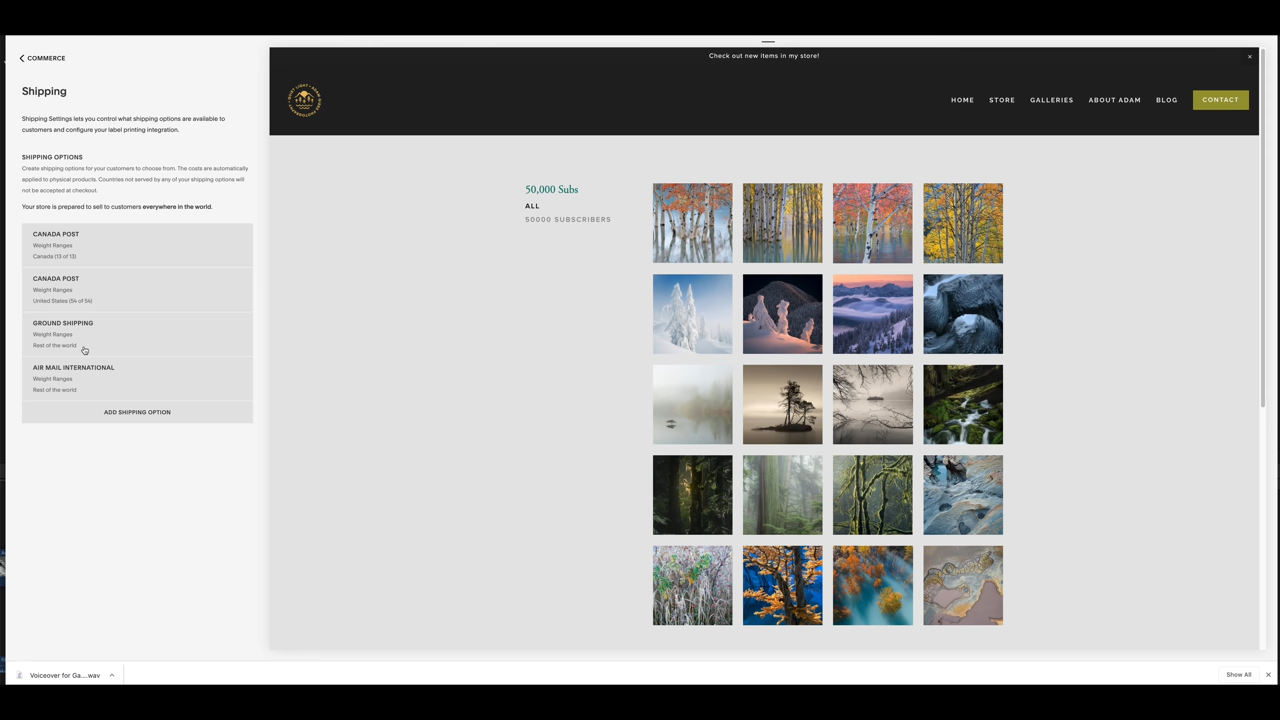 COMMERCE
Shipping
Shipping Settings lets you control what shipping options are available to
customers and configure your label printing integration.
SHIPPING OPTIONS
Create shipping options for your customers to choose from. The costs are automatically
applied to physical products. Countries not served by any of your shipping options will
not be accepted at checkout.
Your store is prepared to sell to customers everywhere in the world.
CANADA POST
Weight Ranges
Canada (13 of 13)
CANADA POST
Weight Ranges
United States (54 of 54)
GROUND SHIPPING
Weight Ranges
Rest of the world
AIR MAIL INTERNATIONAL
Weight Ranges
Rest of the world
ADD SHIPPING OPTION
Check out new items in my store!
HOME STORE GALLERIES ABOUT ADAM BLOG CONTACT
50,000 Subs
ALL
50000 SUBSCRIBERS
Voiceover for Ga....wav
Show All